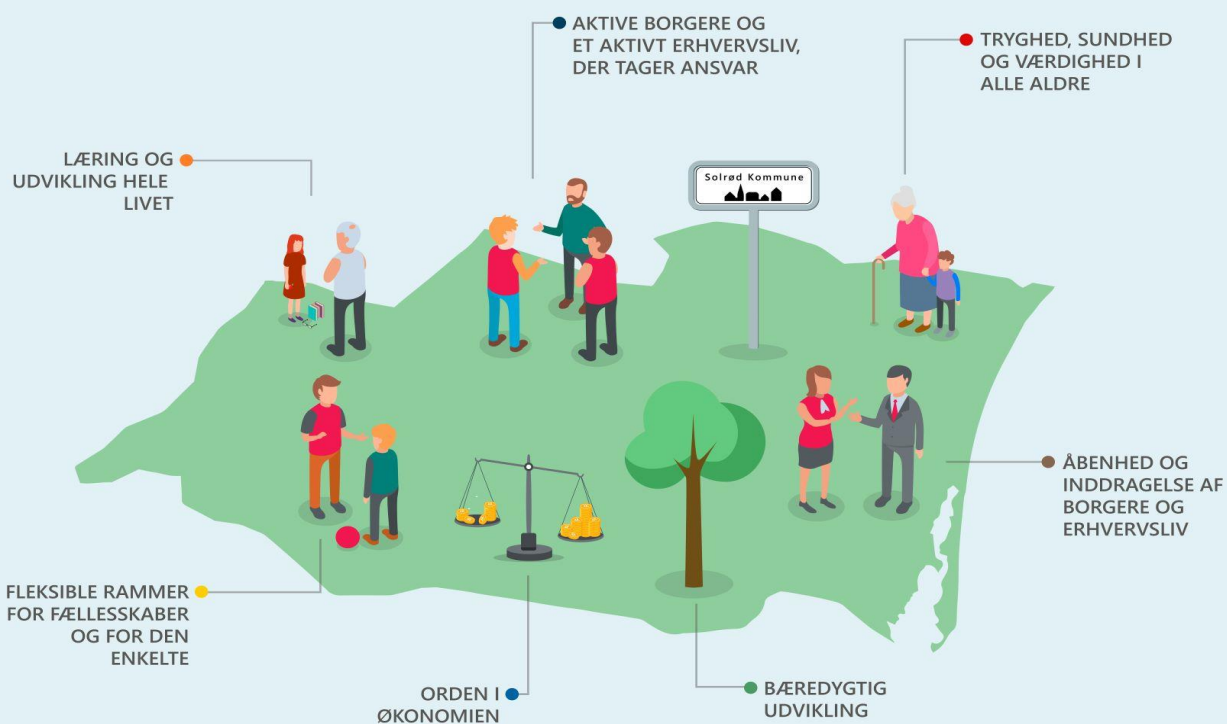 AKTIVE BORGERE OG
ET AKTIVT ERHVERVSLIV,
DER TAGER ANSVAR
TRYGHED, SUNDHED
OG VÆRDIGHED I
ALLE ALDRE
LÆRING OG
UDVIKLING HELE
LIVET
Solrød Kommune
ÅBENHED OG
INDDRAGELSE AF
BORGERE OG
ERHVERVSLIV
FLEKSIBLE RAMMER
FOR FÆLLESSKABER
OG FOR DEN
ENKELTE
ORDEN I
ØKONOMIEN
BÆREDYGTIG
UDVIKLING